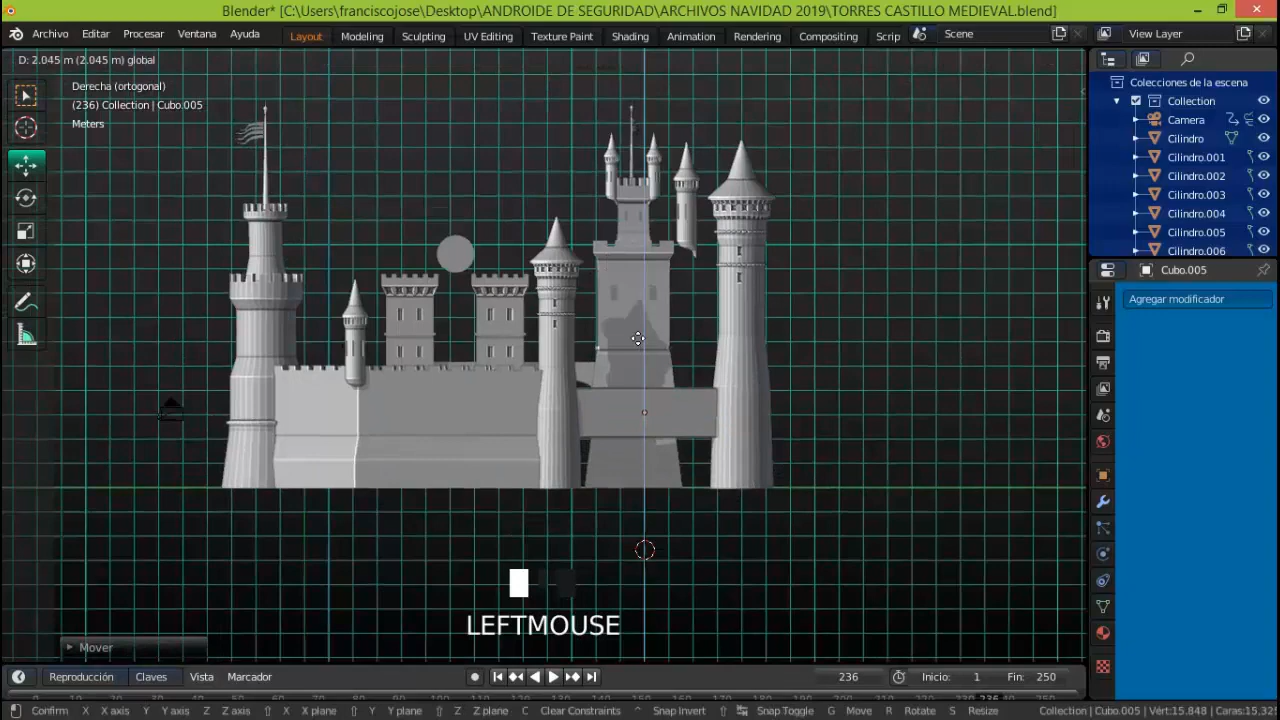 Blender* [C:\Users\franciscojose\Desktop\ANDROIDE DE SEGURIDAD\ARCHIVOS NAVIDAD 2019\TORRES CASTILLO MEDIEVAL.blend]
Archivo Editar Procesar Ventana Ayuda Layout Modeling Sculpting UV Editing Texture Paint Shading Animation Rendering Compositing Scrip Scene View Layer
D: 2.045 m (2.045 m) global
Derecha (ortogonal)
(236) Collection | Cubo.005
Meters
Colecciones de la escena
Collection
Camera
Cilindro
Cilindro.001
Cilindro.002
Cilindro.003
Cilindro.004
Cilindro.005
Cilindro.006
Cubo.005
Agregar modificador
LEFTMOUSE
Mover
Reproducción Claves Vista Marcador 236 Inicio: 1 Fin: 250
Confirm X X axis Y Y axis Z Z axis X X plane Y Y plane Z Z plane C Clear Constraints Snap Invert Snap Toggle G Move R Rotate S Resize Collection | Cubo.005 | Vért:15.848 | Caras:15.32